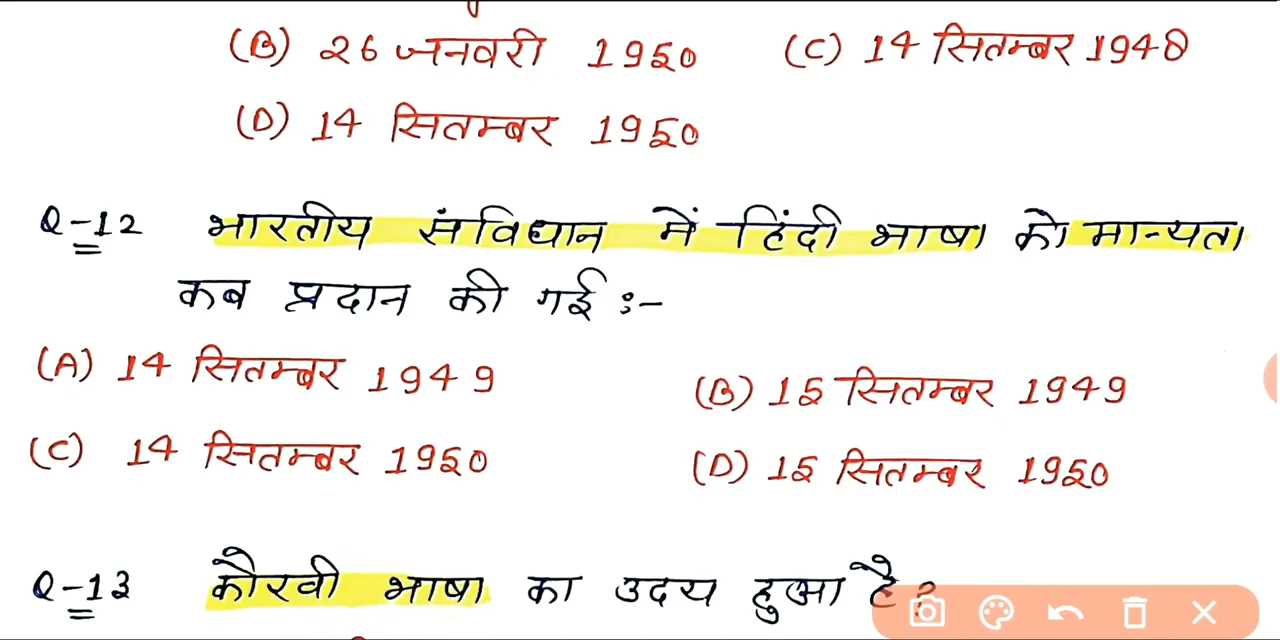 (B) 26 जनवरी 1950 (C) 14 सितम्बर 1948
(D) 14 सितम्बर 1950
Q-12 भारतीय संविधान में हिंदी भाषा को मान्यता
कब प्रदान की गई :-
(A) 14 सितम्बर 1949 (B) 15 सितम्बर 1949
(C) 14 सितम्बर 1950 (D) 15 सितम्बर 1950
Q-13 कौरवी भाषा का उदय हुआ है?